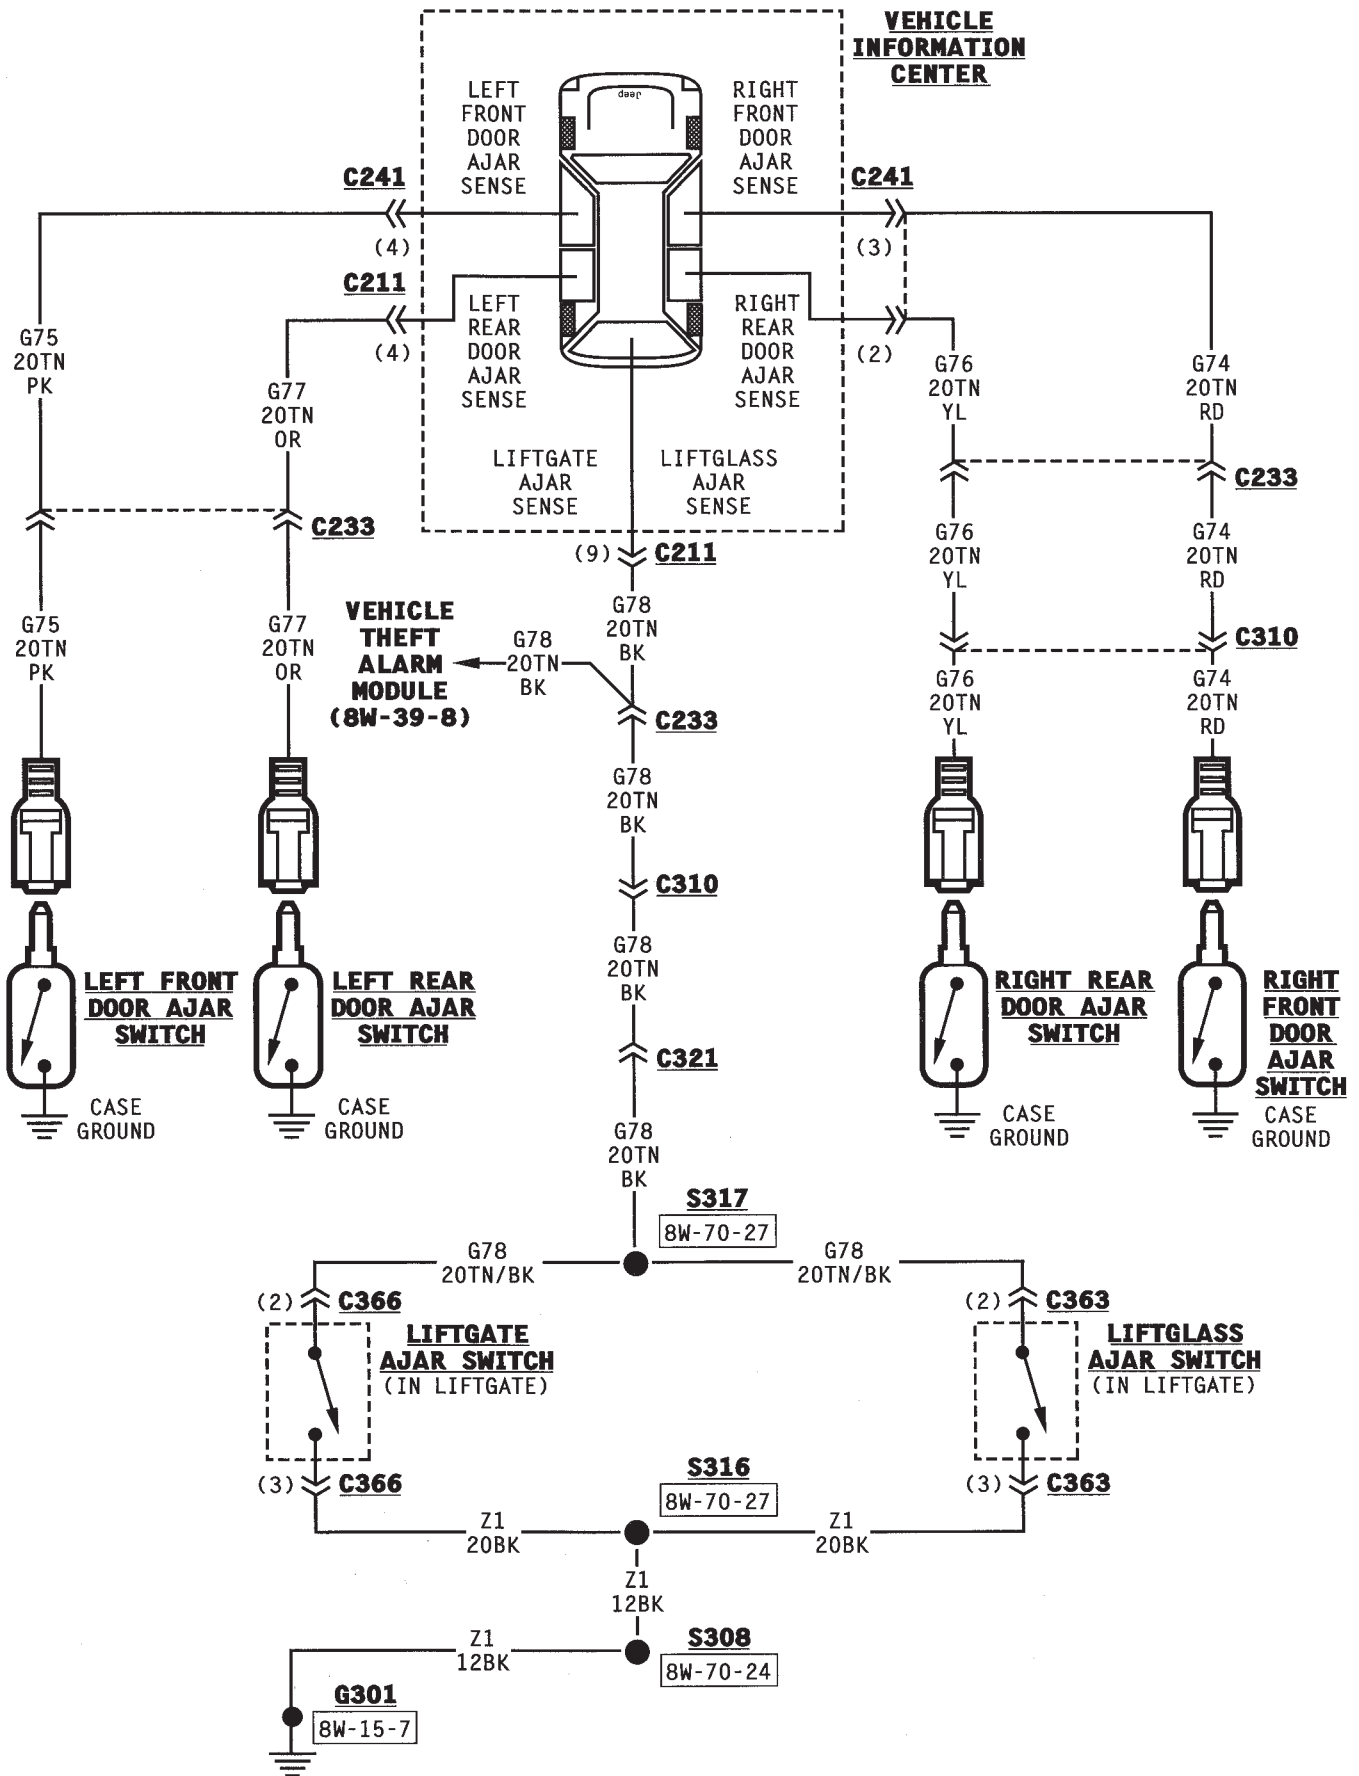 VEHICLE
INFORMATION
CENTER
Jeep
LEFT
FRONT
DOOR
AJAR
SENSE
RIGHT
FRONT
DOOR
AJAR
SENSE
C241
(4)
C241
(3)
C211
(4)
LEFT
REAR
DOOR
AJAR
SENSE
RIGHT
REAR
DOOR
AJAR
SENSE
(2)
G75
20TN
PK
G77
20TN
OR
G76
20TN
YL
G74
20TN
RD
LIFTGATE
AJAR
SENSE
LIFTGLASS
AJAR
SENSE
C233
C233
(9)
C211
G76
20TN
YL
G74
20TN
RD
G75
20TN
PK
G77
20TN
OR
VEHICLE
THEFT
ALARM
MODULE
(8W-39-8)
G78
20TN
BK
G78
20TN
BK
C310
C233
G76
20TN
YL
G74
20TN
RD
G78
20TN
BK
C310
G78
20TN
BK
LEFT FRONT
DOOR AJAR
SWITCH
LEFT REAR
DOOR AJAR
SWITCH
RIGHT REAR
DOOR AJAR
SWITCH
RIGHT
FRONT
DOOR
AJAR
SWITCH
C321
CASE
GROUND
CASE
GROUND
CASE
GROUND
CASE
GROUND
G78
20TN
BK
S317
8W-70-27
G78
20TN/BK
G78
20TN/BK
(2)
C366
(2)
C363
LIFTGATE
AJAR SWITCH
(IN LIFTGATE)
LIFTGLASS
AJAR SWITCH
(IN LIFTGATE)
(3)
C366
S316
8W-70-27
(3)
C363
Z1
20BK
Z1
20BK
Z1
12BK
Z1
12BK
S308
8W-70-24
G301
8W-15-7